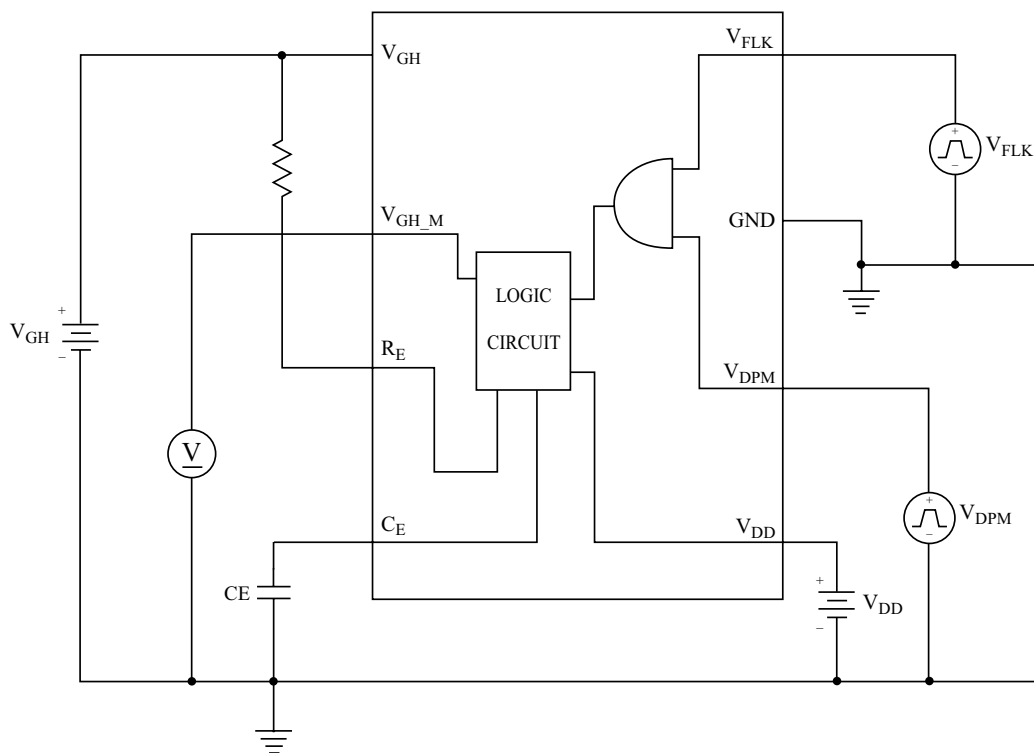 V_GH
V_FLK
+
V_FLK
−
V_GH_M
GND
LOGIC
CIRCUIT
+
V_GH
−
R_E
V_DPM
V
+
V_DPM
−
C_E
V_DD
CE
+
V_DD
−